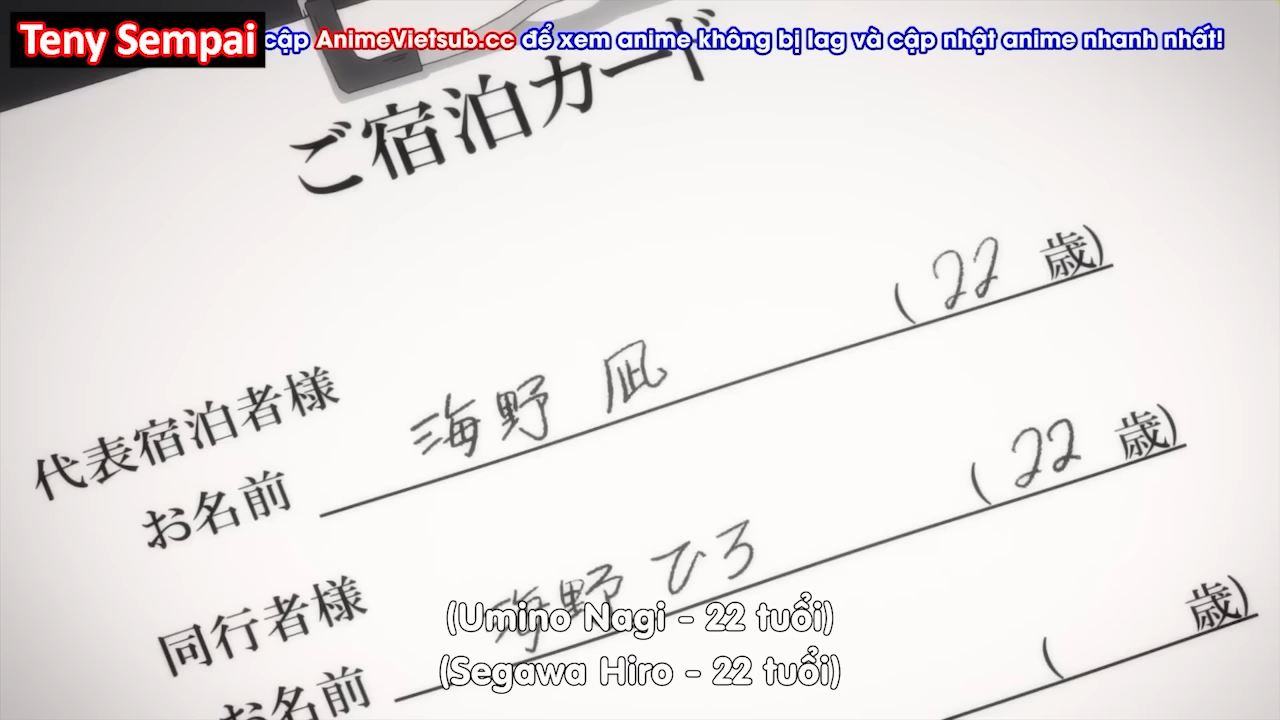 Teny Sempai
cập AnimeVietsub.cc để xem anime không bị lag và cập nhật anime nhanh nhất!
ご宿泊カード
代表宿泊者様
お名前 海野 凪 (22 歳)
同行者様
お名前 海野 ひろ (22 歳)
( 歳)
(Umino Nagi - 22 tuổi)
(Segawa Hiro - 22 tuổi)